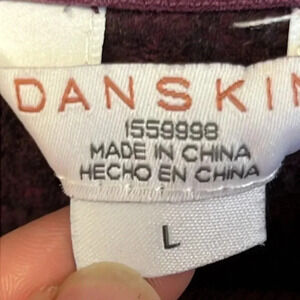 DANSKIN
1559998
MADE IN CHINA
HECHO EN CHINA
L